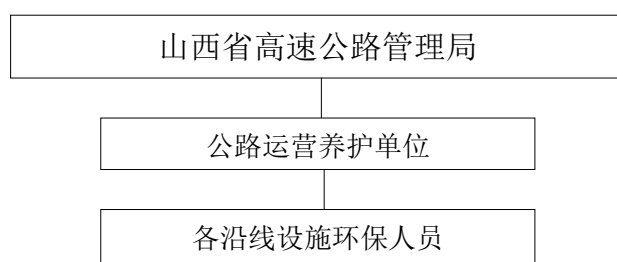 山西省高速公路管理局
公路运营养护单位
各沿线设施环保人员